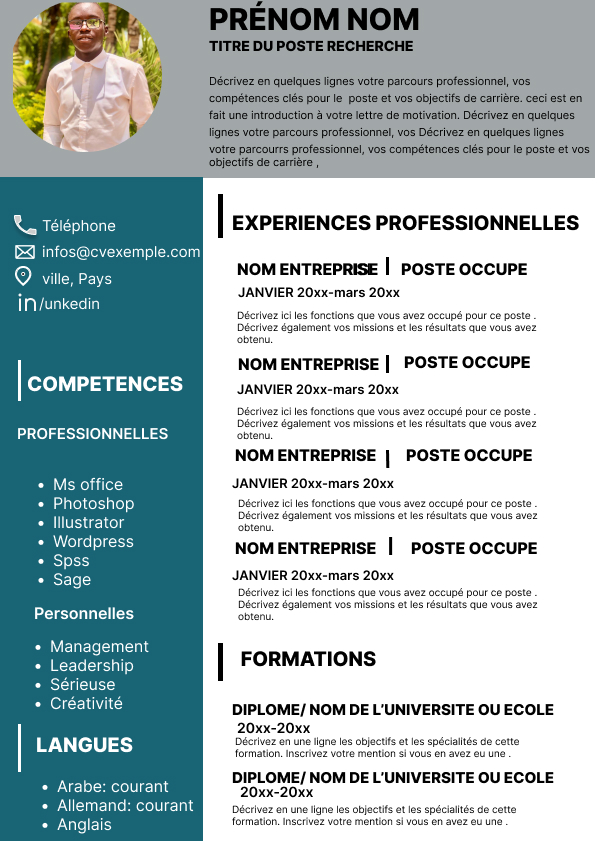 PRÉNOM NOM
TITRE DU POSTE RECHERCHE
Décrivez en quelques lignes votre parcours professionnel, vos
compétences clés pour le poste et vos objectifs de carrière. ceci est en
fait une introduction à votre lettre de motivation. Décrivez en quelques
lignes votre parcours professionnel, vos Décrivez en quelques lignes
votre parcourrs professionnel, vos compétences clés pour le poste et vos
objectifs de carrière ,
Téléphone
infos@cvexemple.com
ville, Pays
in/unkedin
COMPETENCES
PROFESSIONNELLES
• Ms office
• Photoshop
• Illustrator
• Wordpress
• Spss
• Sage
Personnelles
• Management
• Leadership
• Sérieuse
• Créativité
LANGUES
• Arabe: courant
• Allemand: courant
• Anglais
EXPERIENCES PROFESSIONNELLES
NOM ENTREPRISE | POSTE OCCUPE
JANVIER 20xx-mars 20xx
Décrivez ici les fonctions que vous avez occupé pour ce poste .
Décrivez également vos missions et les résultats que vous avez
obtenu.
NOM ENTREPRISE | POSTE OCCUPE
JANVIER 20xx-mars 20xx
Décrivez ici les fonctions que vous avez occupé pour ce poste .
Décrivez également vos missions et les résultats que vous avez
obtenu.
NOM ENTREPRISE | POSTE OCCUPE
JANVIER 20xx-mars 20xx
Décrivez ici les fonctions que vous avez occupé pour ce poste .
Décrivez également vos missions et les résultats que vous avez
obtenu.
NOM ENTREPRISE | POSTE OCCUPE
JANVIER 20xx-mars 20xx
Décrivez ici les fonctions que vous avez occupé pour ce poste .
Décrivez également vos missions et les résultats que vous avez
obtenu.
FORMATIONS
DIPLOME/ NOM DE L’UNIVERSITE OU ECOLE
20xx-20xx
Décrivez en une ligne les objectifs et les spécialités de cette
formation. Inscrivez votre mention si vous en avez eu une .
DIPLOME/ NOM DE L’UNIVERSITE OU ECOLE
20xx-20xx
Décrivez en une ligne les objectifs et les spécialités de cette
formation. Inscrivez votre mention si vous en avez eu une .